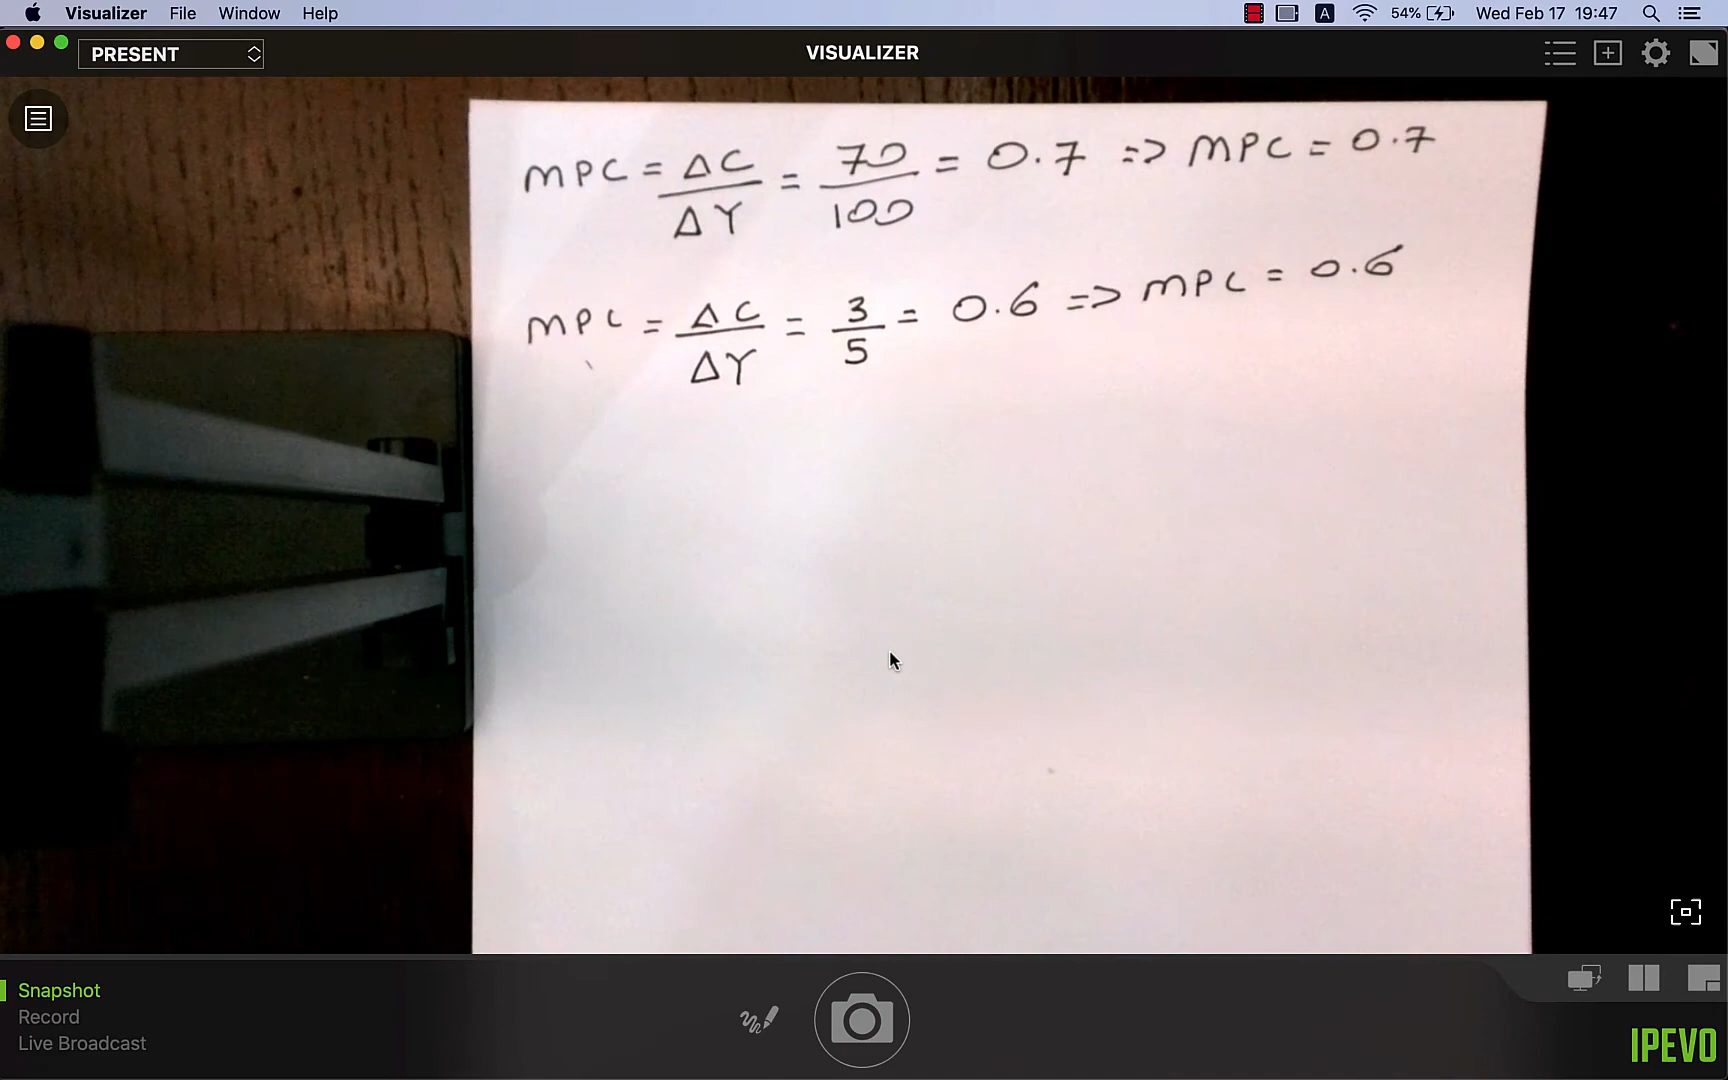 Visualizer File Window Help A 54% Wed Feb 17 19:47
PRESENT VISUALIZER
MPC = ΔC/ΔY = 70/100 = 0.7 => MPC = 0.7
MPC = ΔC/ΔY = 3/5 = 0.6 => MPC = 0.6
Snapshot
Record
Live Broadcast
IPEVO